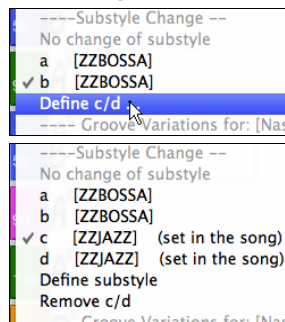 ----Substyle Change --
No change of substyle
a [ZZBOSSA]
✓ b [ZZBOSSA]
Define c/d ...
---- Groove Variations for: [Nas
----Substyle Change --
No change of substyle
a [ZZBOSSA]
b [ZZBOSSA]
✓ c [ZZJAZZ] (set in the song)
d [ZZJAZZ] (set in the song)
Define substyle
Remove c/d
Groove Variations for: [Nas